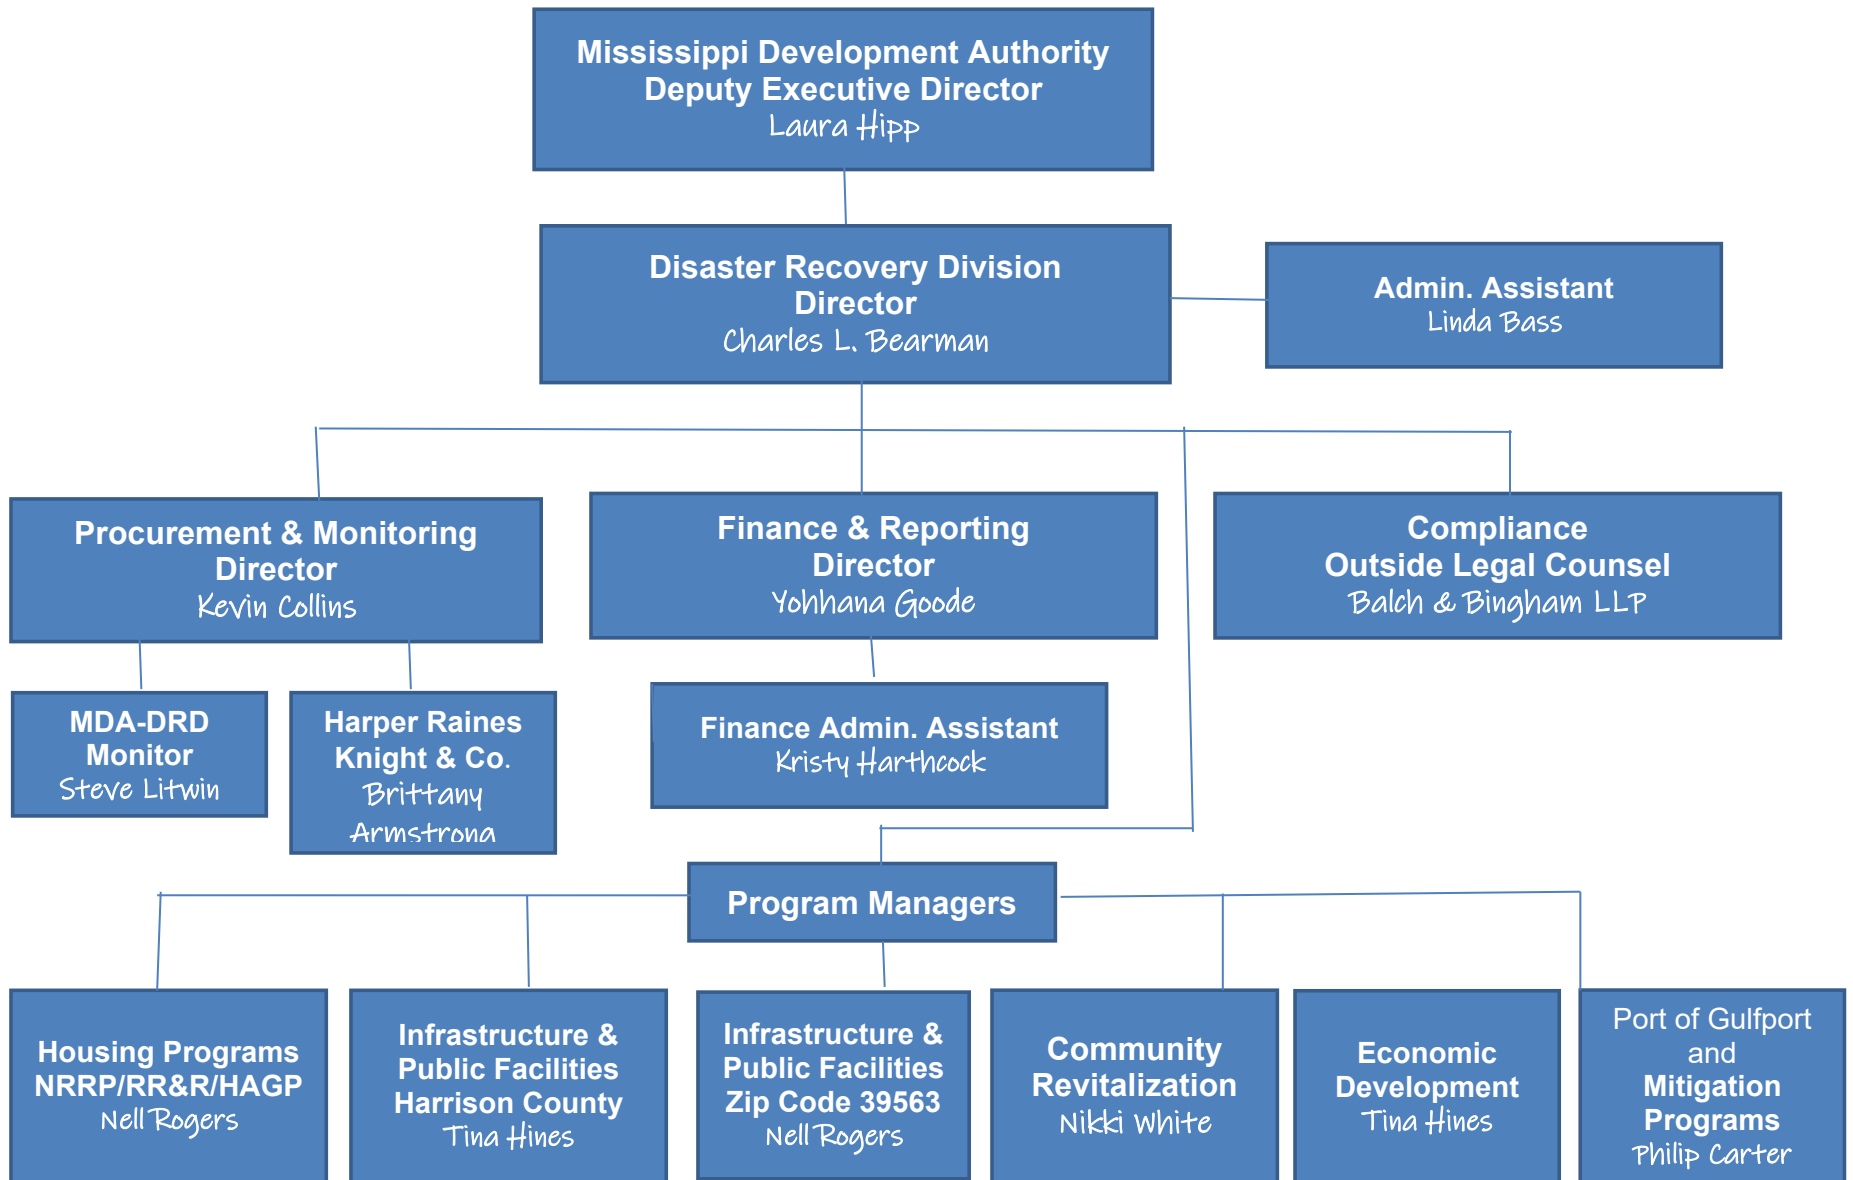 Mississippi Development Authority
Deputy Executive Director
Laura Hipp
Disaster Recovery Division
Director
Charles L. Bearman
Admin. Assistant
Linda Bass
Procurement & Monitoring
Director
Kevin Collins
Finance & Reporting
Director
Yohhana Goode
Compliance
Outside Legal Counsel
Balch & Bingham LLP
MDA-DRD
Monitor
Steve Litwin
Harper Raines
Knight & Co.
Brittany
Armstrong
Finance Admin. Assistant
Kristy Harthcock
Program Managers
Housing Programs
NRRP/RR&R/HAGP
Nell Rogers
Infrastructure &
Public Facilities
Harrison County
Tina Hines
Infrastructure &
Public Facilities
Zip Code 39563
Nell Rogers
Community
Revitalization
Nikki White
Economic
Development
Tina Hines
Port of Gulfport
and
Mitigation
Programs
Philip Carter